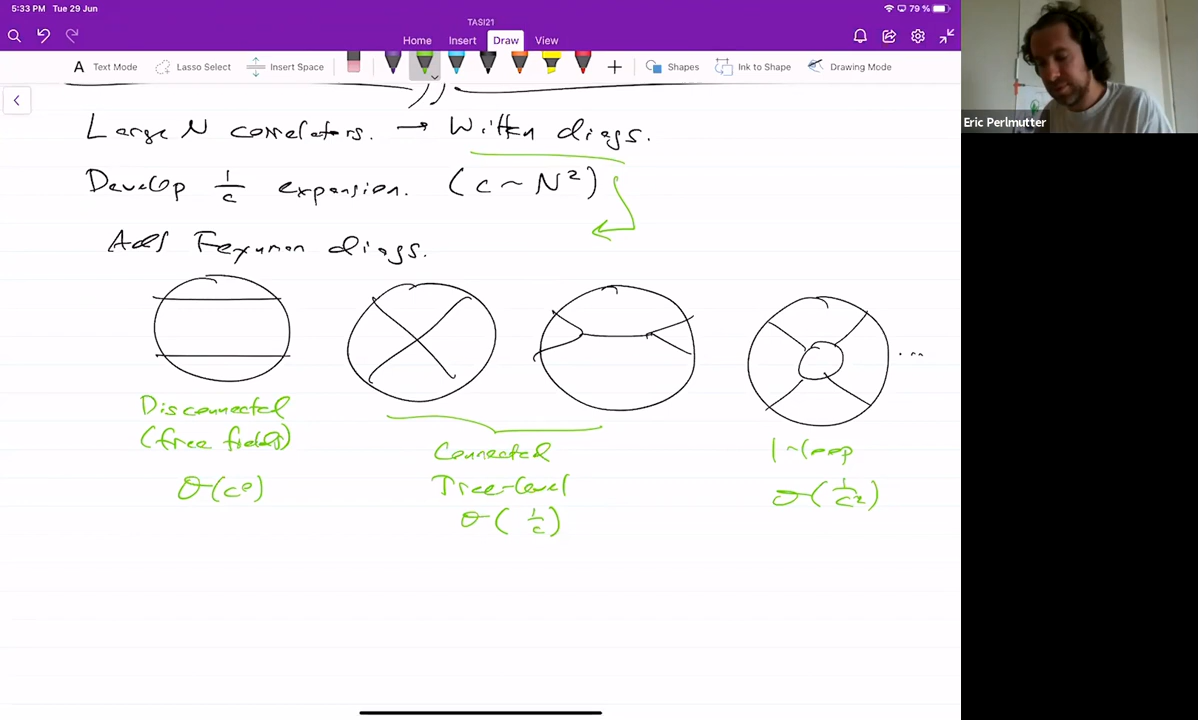 5:33 PM Tue 29 Jun
79 %
TASI21
Home Insert Draw View
A Text Mode Lasso Select Insert Space Shapes Ink to Shape Drawing Mode
Eric Perlmutter
Large N correlators. → Witten diags.
Develop 1/c expansion. (c ~ N²)
AdS Feynman diags.
...
Disconnected
(free fields)
O(c⁰)
Connected
Tree-level
O(1/c)
1-loop
O(1/c²)